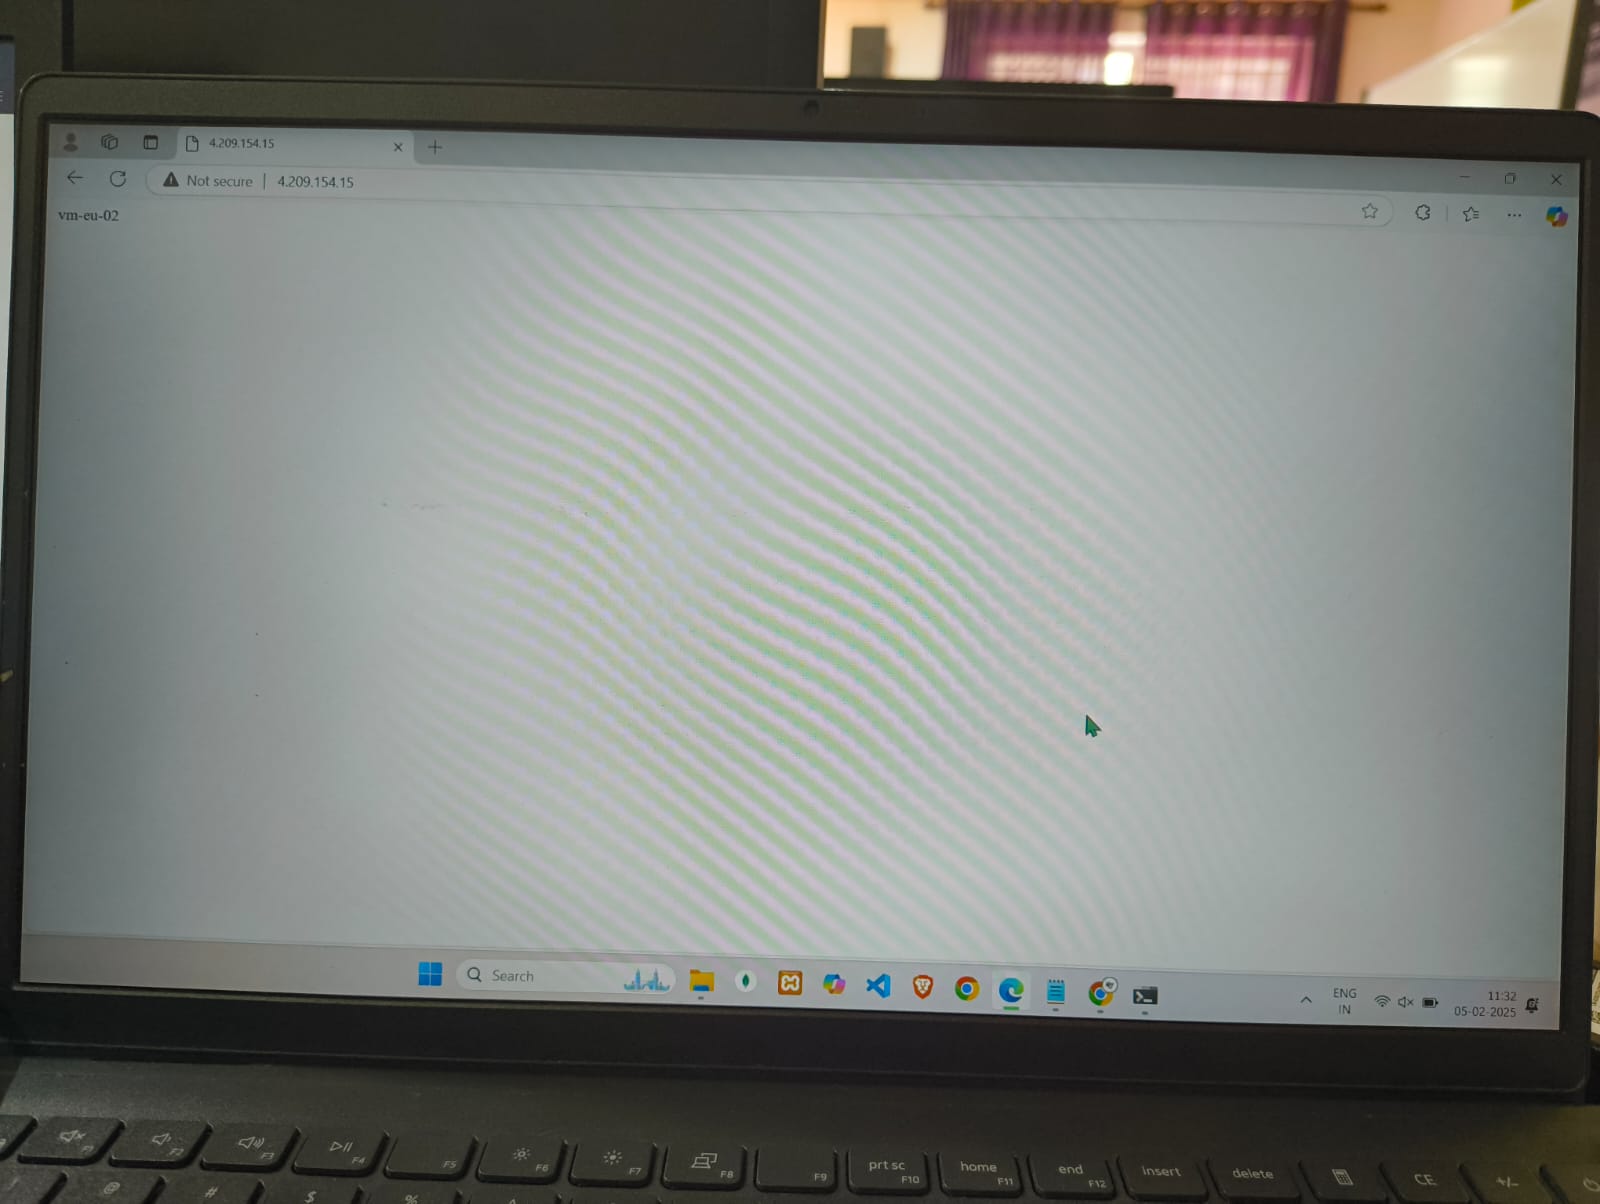 4.209.154.15
Not secure | 4.209.154.15
vm-eu-02
Search
ENG
IN
11:32
05-02-2025
F1
F2
F3
F4
F5
F6
F7
F8
F9
prt sc
F10
home
F11
end
F12
insert
delete
CE
+/-
@
#
$
%